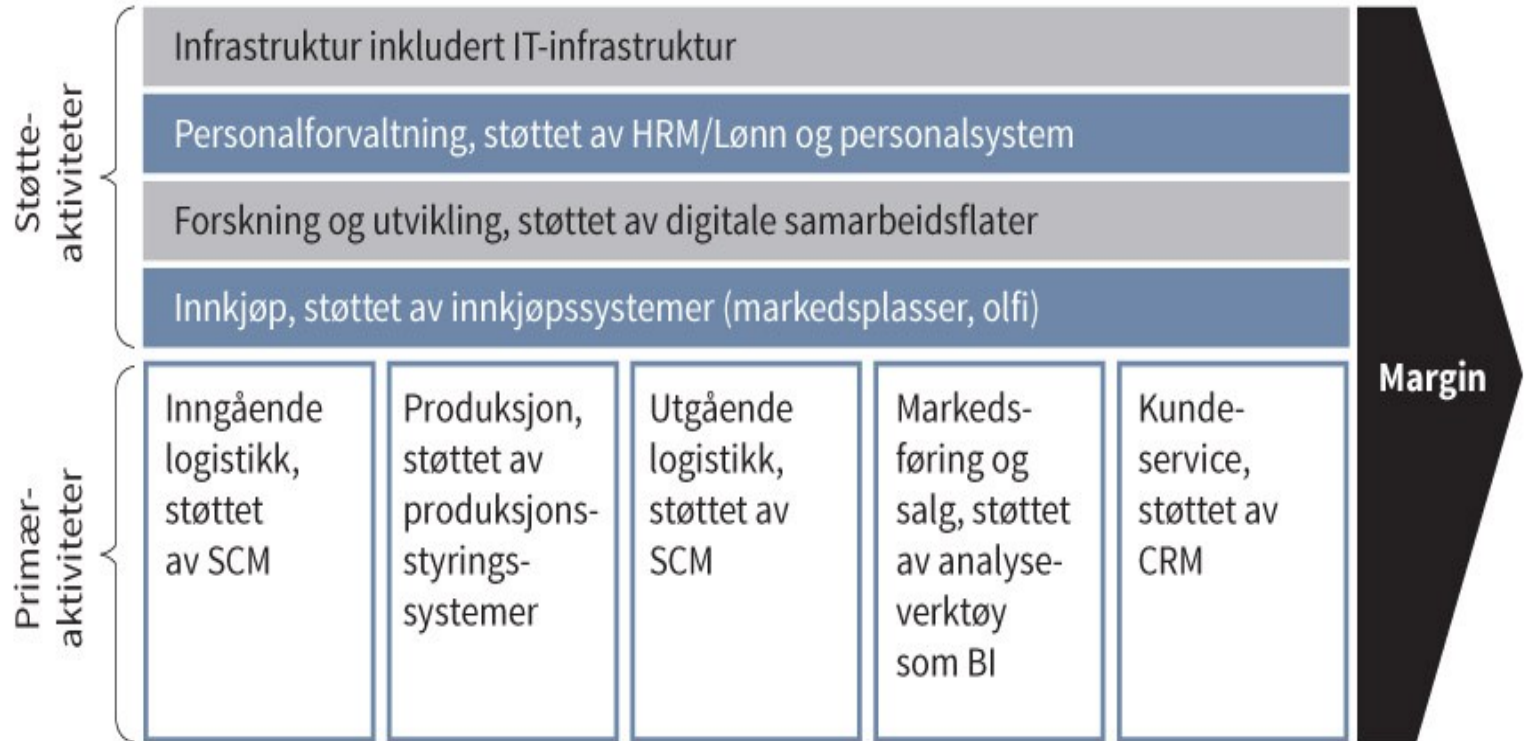 Støtte-
aktiviteter
Infrastruktur inkludert IT-infrastruktur
Personalforvaltning, støttet av HRM/Lønn og personalsystem
Forskning og utvikling, støttet av digitale samarbeidsflater
Innkjøp, støttet av innkjøpssystemer (markedsplasser, olfi)
Primær-
aktiviteter
Inngående
logistikk,
støttet
av SCM
Produksjon,
støttet av
produksjons-
styrings-
systemer
Utgående
logistikk,
støttet av
SCM
Markeds-
føring og
salg, støttet
av analyse-
verktøy
som BI
Kunde-
service,
støttet av
CRM
Margin